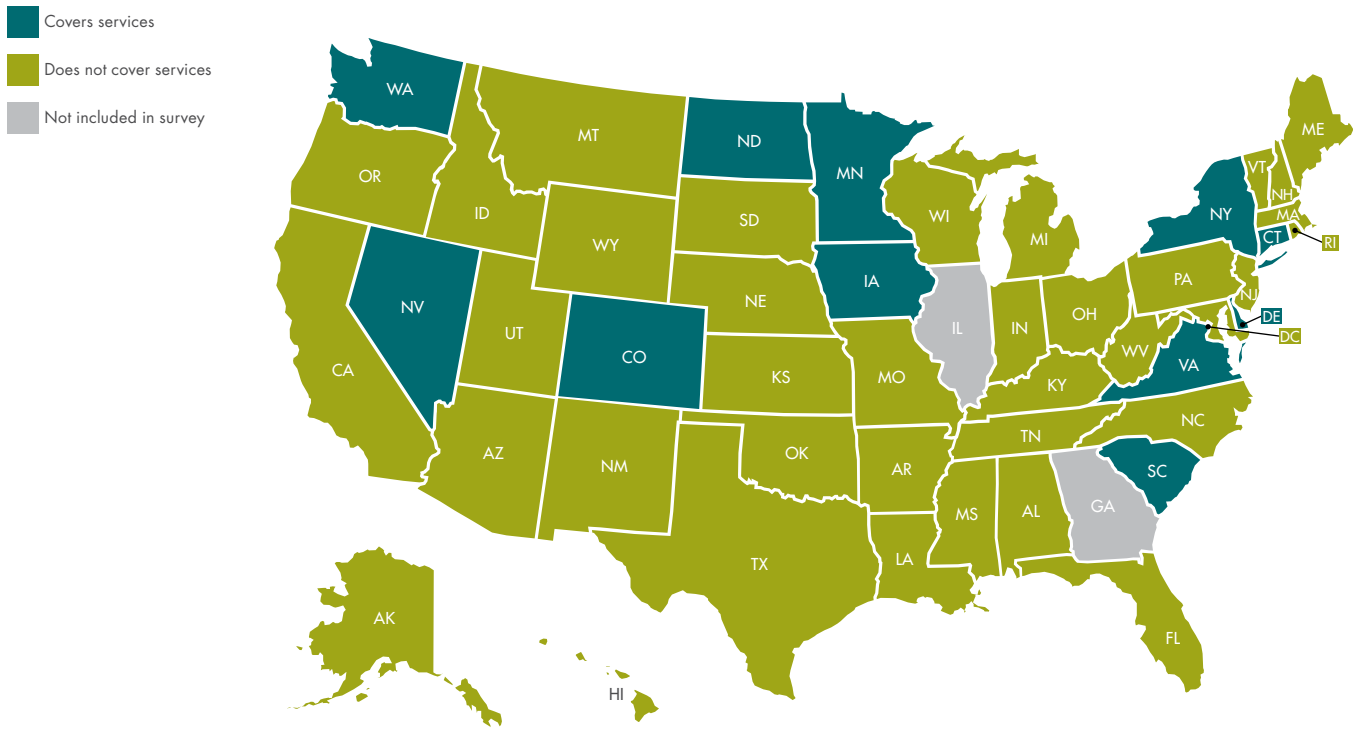 Covers services
Does not cover services
Not included in survey
WA
MT
ND
MN
ME
OR
ID
SD
WI
MI
VT
NH
NY
MA
CT
RI
WY
IA
NE
PA
NJ
NV
UT
CO
IL
IN
OH
DE
DC
CA
KS
MO
WV
VA
KY
AZ
NM
OK
AR
TN
NC
SC
MS
AL
GA
TX
LA
AK
FL
HI